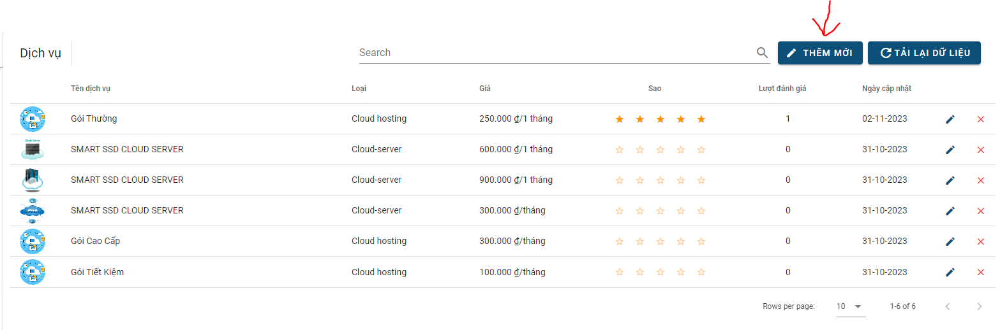 Dịch vụ Search THÊM MỚI TẢI LẠI DỮ LIỆU
Tên dịch vụ Loại Giá Sao Lượt đánh giá Ngày cập nhật
Gói Thường Cloud hosting 250.000 ₫/1 tháng 1 02-11-2023
SMART SSD CLOUD SERVER Cloud-server 600.000 ₫/1 tháng 0 31-10-2023
SMART SSD CLOUD SERVER Cloud-server 900.000 ₫/1 tháng 0 31-10-2023
SMART SSD CLOUD SERVER Cloud-server 300.000 ₫/tháng 0 31-10-2023
Gói Cao Cấp Cloud hosting 300.000 ₫/tháng 0 31-10-2023
Gói Tiết Kiệm Cloud hosting 100.000 ₫/tháng 0 31-10-2023
Rows per page: 10 1-6 of 6